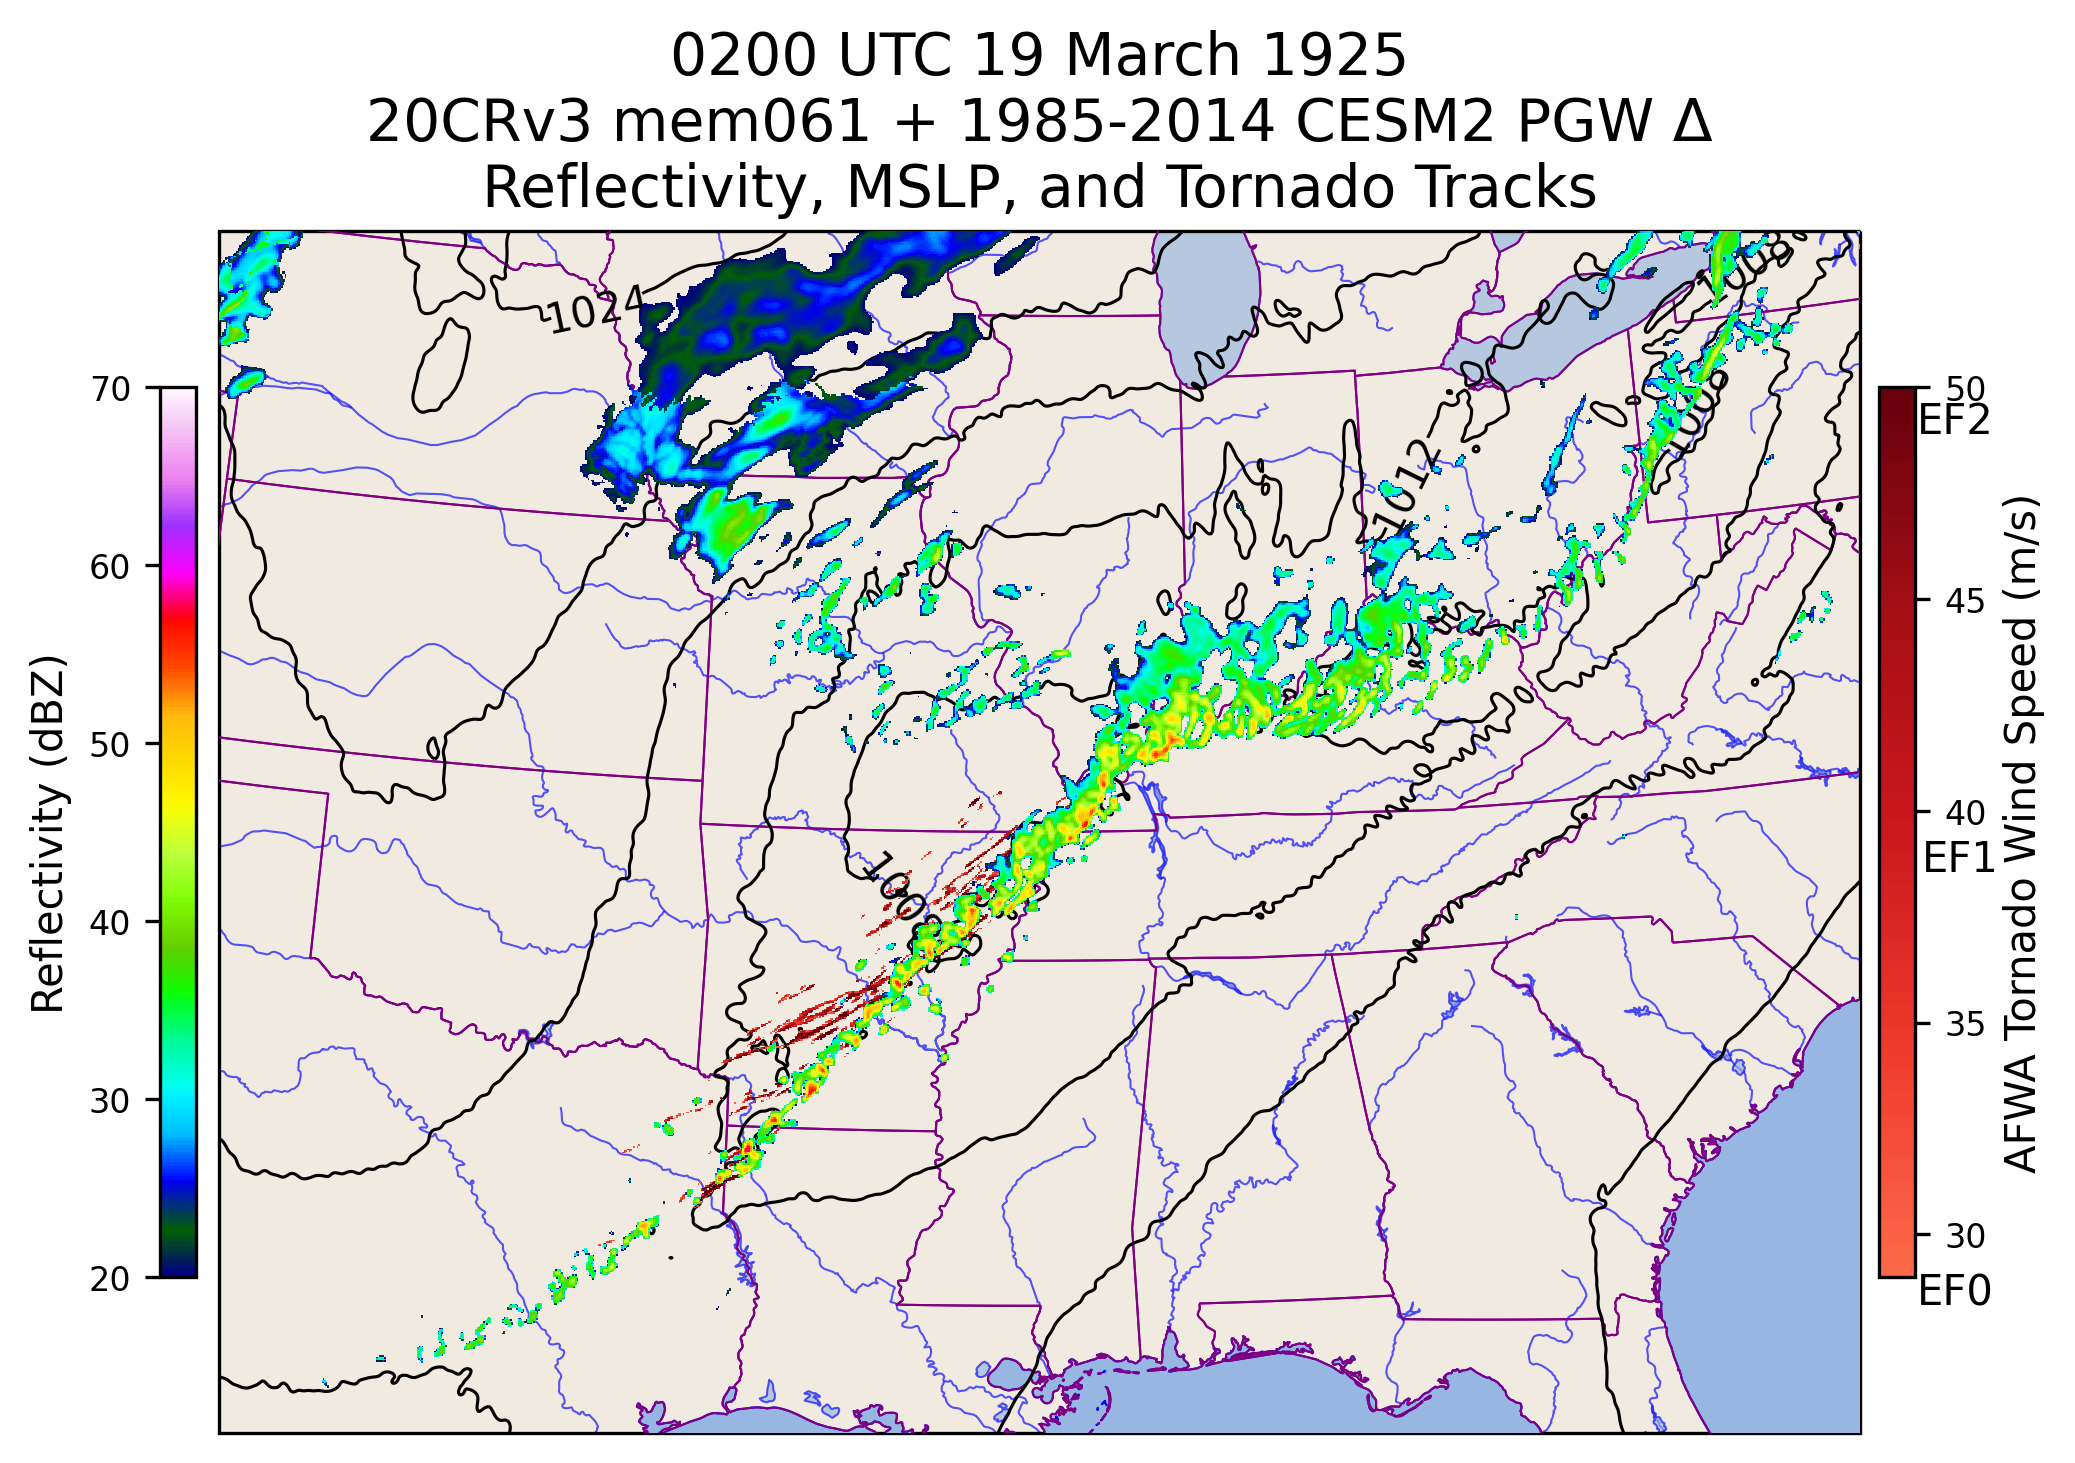 0200 UTC 19 March 1925
20CRv3 mem061 + 1985-2014 CESM2 PGW Δ
Reflectivity, MSLP, and Tornado Tracks
1024
1008
1008
1012
1008
70
60
50
40
30
20
Reflectivity (dBZ)
50
EF2
45
40
EF1
35
30
EF0
AFWA Tornado Wind Speed (m/s)